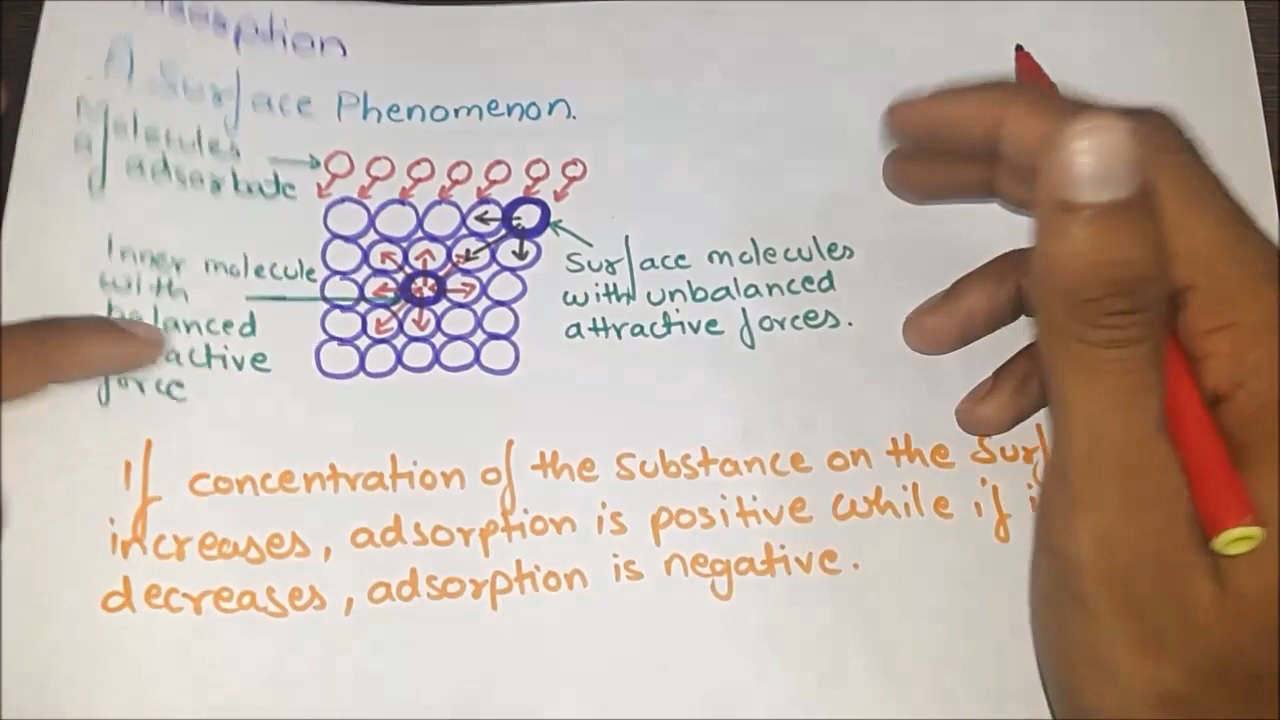 A Surface Phenomenon.
Molecules
of adsorbate
Inner molecule
with
balanced
force
Surface molecules
with unbalanced
attractive forces.
If concentration of the substance on the
increases, adsorption is positive while if
decreases, adsorption is negative.